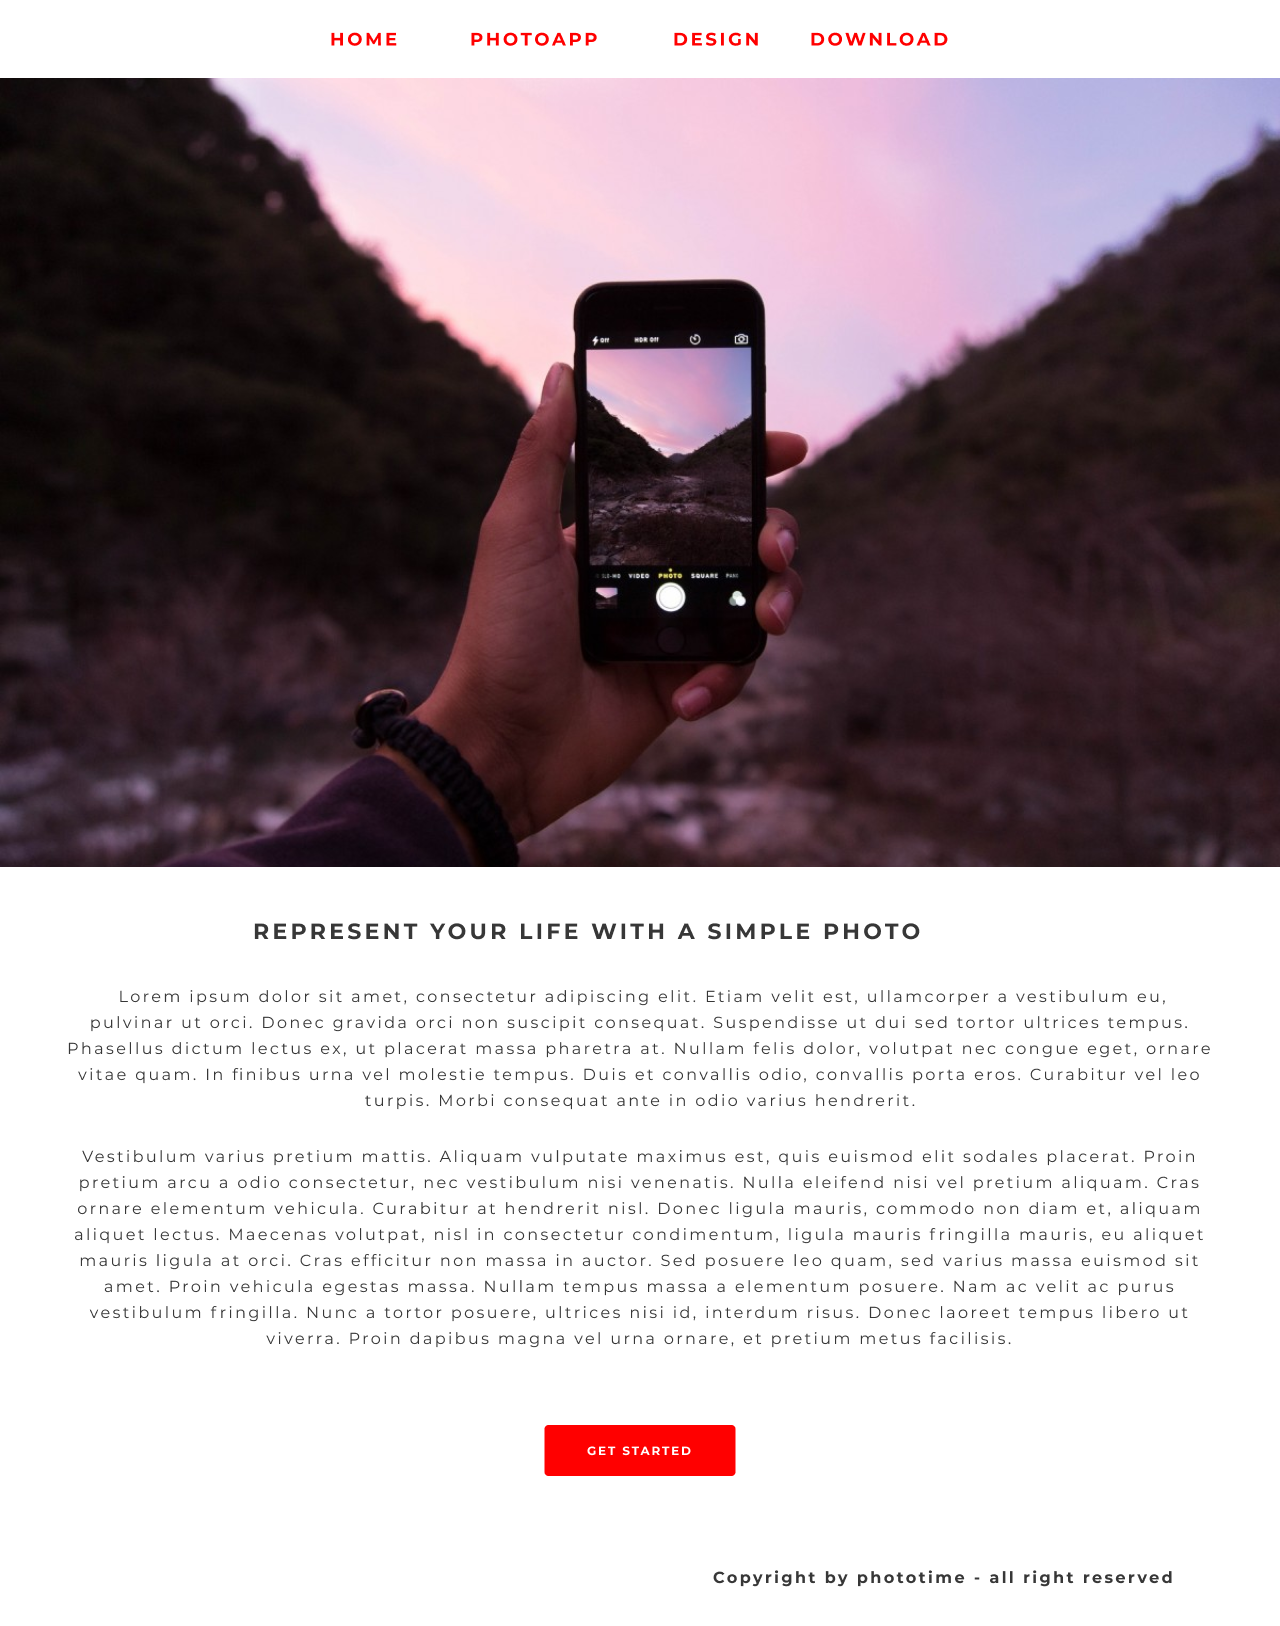 HOME PHOTOAPP DESIGN DOWNLOAD
Off HDR Off
SLO-MO VIDEO PHOTO SQUARE PANO
REPRESENT YOUR LIFE WITH A SIMPLE PHOTO
Lorem ipsum dolor sit amet, consectetur adipiscing elit. Etiam velit est, ullamcorper a vestibulum eu,
pulvinar ut orci. Donec gravida orci non suscipit consequat. Suspendisse ut dui sed tortor ultrices tempus.
Phasellus dictum lectus ex, ut placerat massa pharetra at. Nullam felis dolor, volutpat nec congue eget, ornare
vitae quam. In finibus urna vel molestie tempus. Duis et convallis odio, convallis porta eros. Curabitur vel leo
turpis. Morbi consequat ante in odio varius hendrerit.
Vestibulum varius pretium mattis. Aliquam vulputate maximus est, quis euismod elit sodales placerat. Proin
pretium arcu a odio consectetur, nec vestibulum nisi venenatis. Nulla eleifend nisi vel pretium aliquam. Cras
ornare elementum vehicula. Curabitur at hendrerit nisl. Donec ligula mauris, commodo non diam et, aliquam
aliquet lectus. Maecenas volutpat, nisl in consectetur condimentum, ligula mauris fringilla mauris, eu aliquet
mauris ligula at orci. Cras efficitur non massa in auctor. Sed posuere leo quam, sed varius massa euismod sit
amet. Proin vehicula egestas massa. Nullam tempus massa a elementum posuere. Nam ac velit ac purus
vestibulum fringilla. Nunc a tortor posuere, ultrices nisi id, interdum risus. Donec laoreet tempus libero ut
viverra. Proin dapibus magna vel urna ornare, et pretium metus facilisis.
GET STARTED
Copyright by phototime - all right reserved